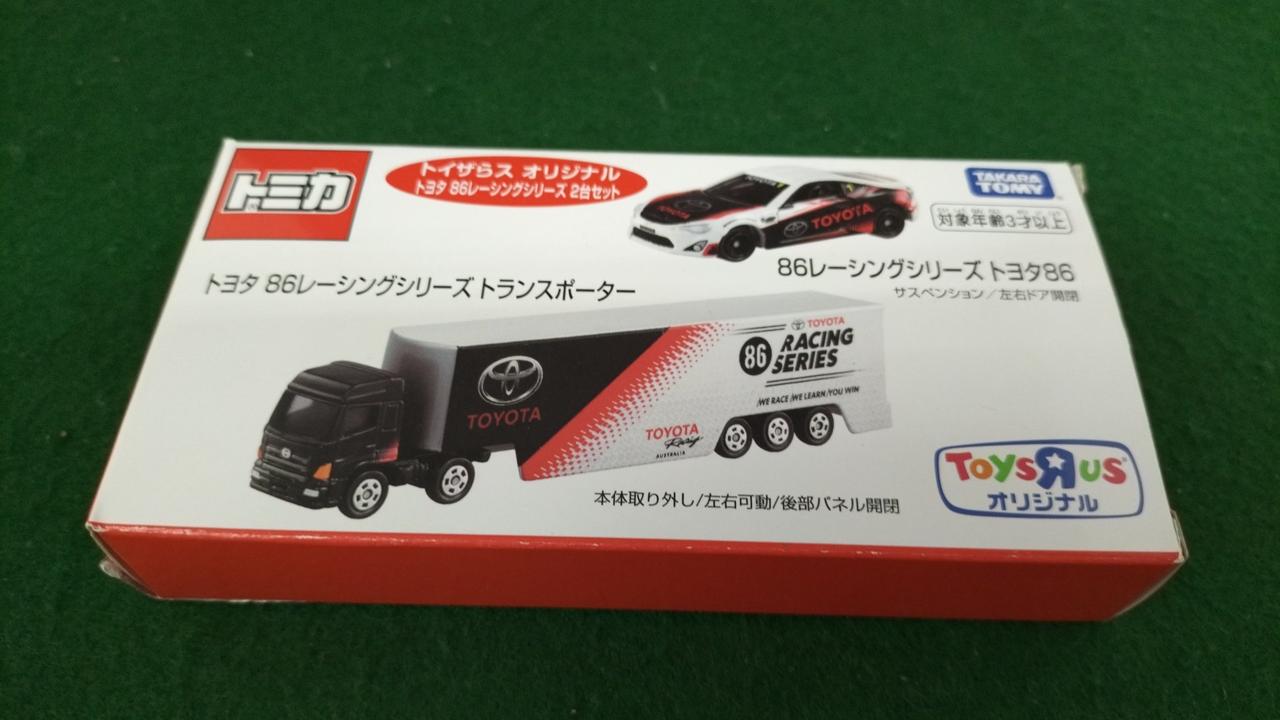 トミカ
トイザらス オリジナル
トヨタ 86レーシングシリーズ 2台セット
TOYOTA
TAKARA
TOMY
対象年齢3才以上
86レーシングシリーズ トヨタ86
サスペンション/左右ドア開閉
トヨタ 86レーシングシリーズ トランスポーター
TOYOTA
TOYOTA
86 RACING
SERIES
/WE RACE /WE LEARN /YOU WIN
TOYOTA
Racing
AUSTRALIA
本体取り外し/左右可動/後部パネル開閉
TOYSЯUS
オリジナル